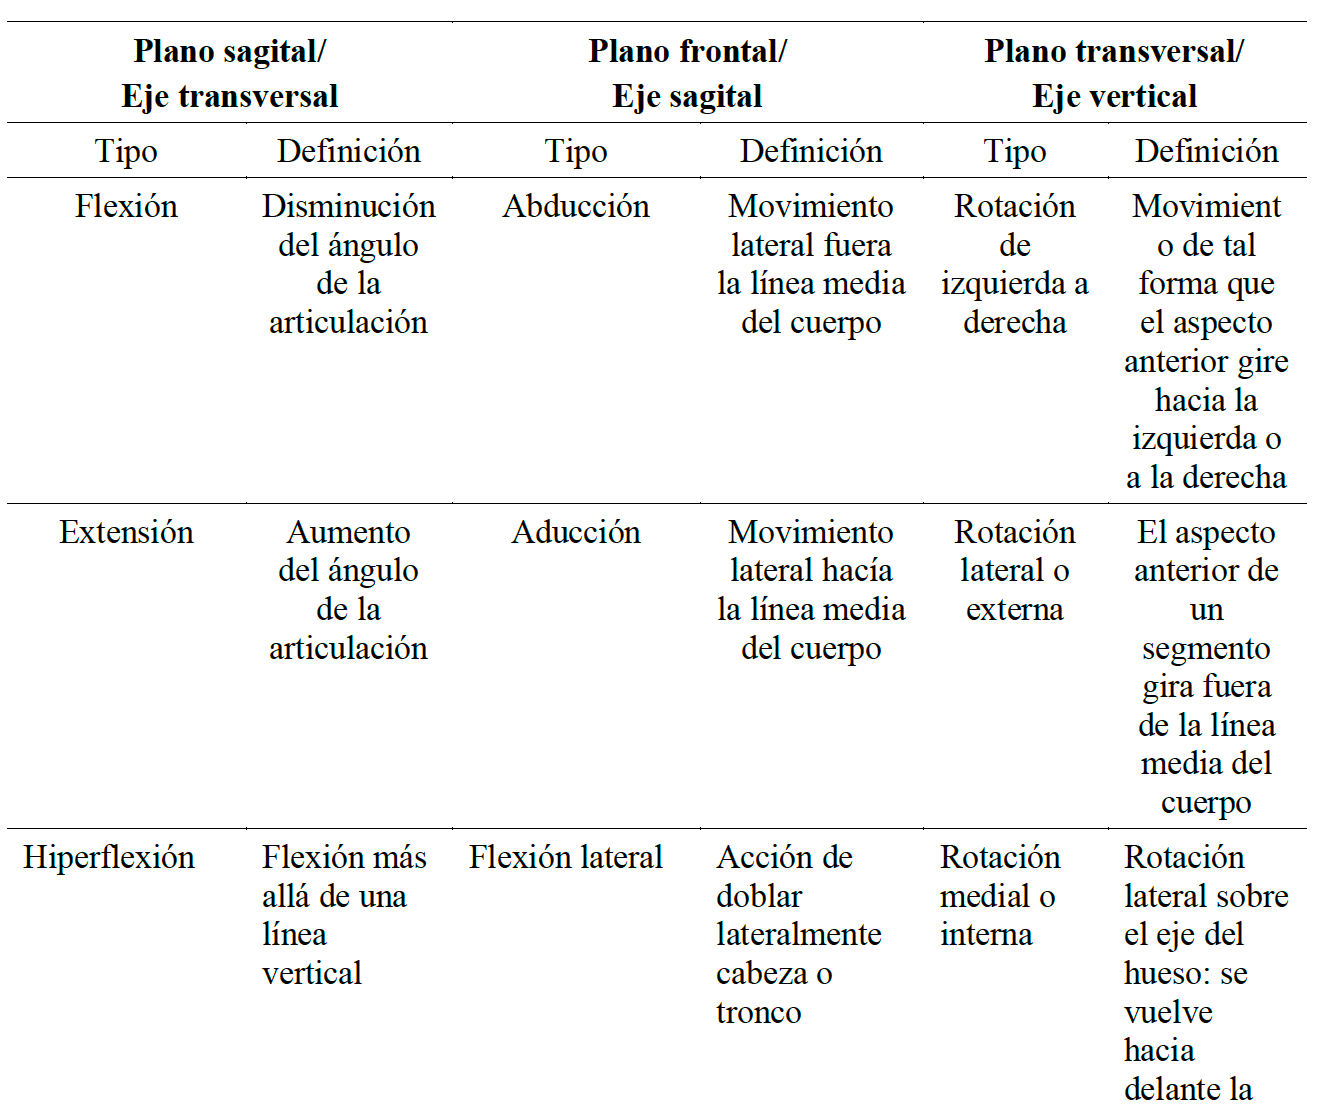 Plano sagital/
Eje transversal
Plano frontal/
Eje sagital
Plano transversal/
Eje vertical
Tipo
Definición
Tipo
Definición
Tipo
Definición
Flexión
Disminución
del ángulo
de la
articulación
Abducción
Movimiento
lateral fuera
la línea media
del cuerpo
Rotación
de
izquierda a
derecha
Movimient
o de tal
forma que
el aspecto
anterior gire
hacia la
izquierda o
a la derecha
Extensión
Aumento
del ángulo
de la
articulación
Aducción
Movimiento
lateral hacía
la línea media
del cuerpo
Rotación
lateral o
externa
El aspecto
anterior de
un
segmento
gira fuera
de la línea
media del
cuerpo
Hiperflexión
Flexión más
allá de una
línea
vertical
Flexión lateral
Acción de
doblar
lateralmente
cabeza o
tronco
Rotación
medial o
interna
Rotación
lateral sobre
el eje del
hueso: se
vuelve
hacia
delante la